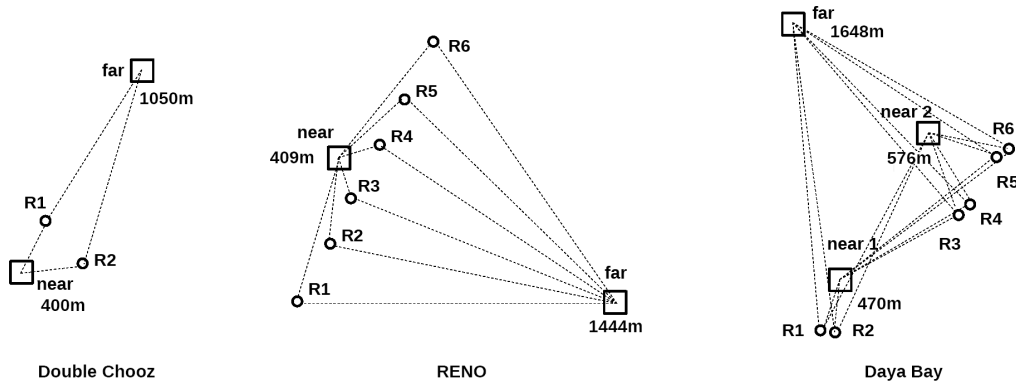 far
1050m
R1
R2
near
400m
Double Chooz
R6
R5
near
R4
409m
R3
R2
R1
far
1444m
RENO
far
1648m
near 2
R6
576m
R5
R4
near 1
R3
470m
R1
R2
Daya Bay